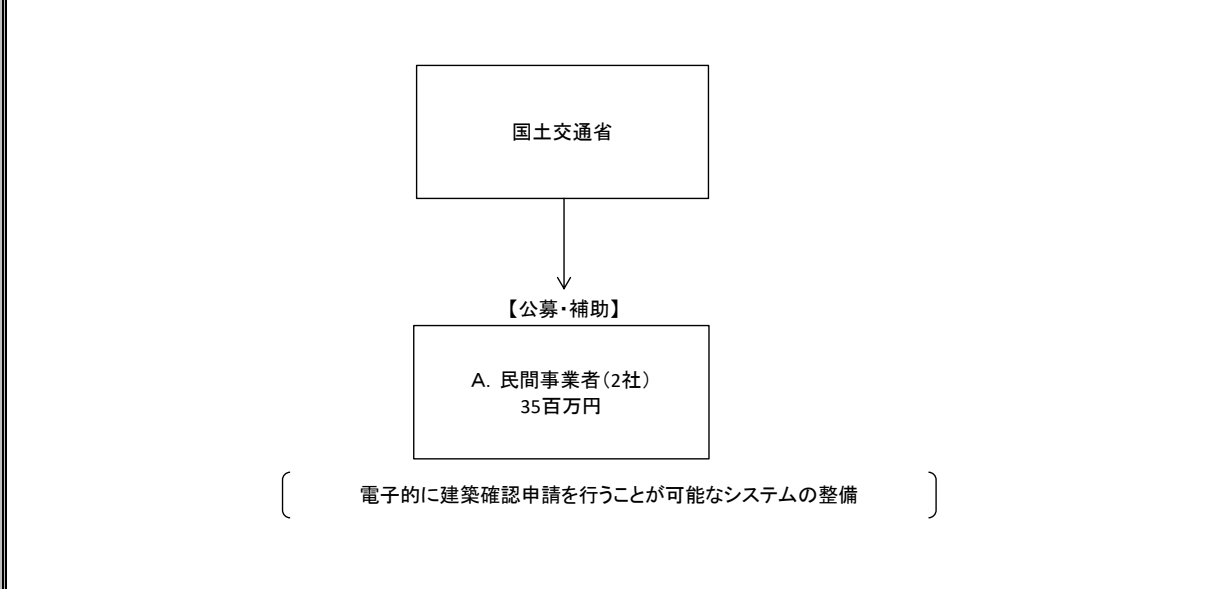 国土交通省
【公募・補助】
A. 民間事業者（2社）
35百万円
電子的に建築確認申請を行うことが可能なシステムの整備